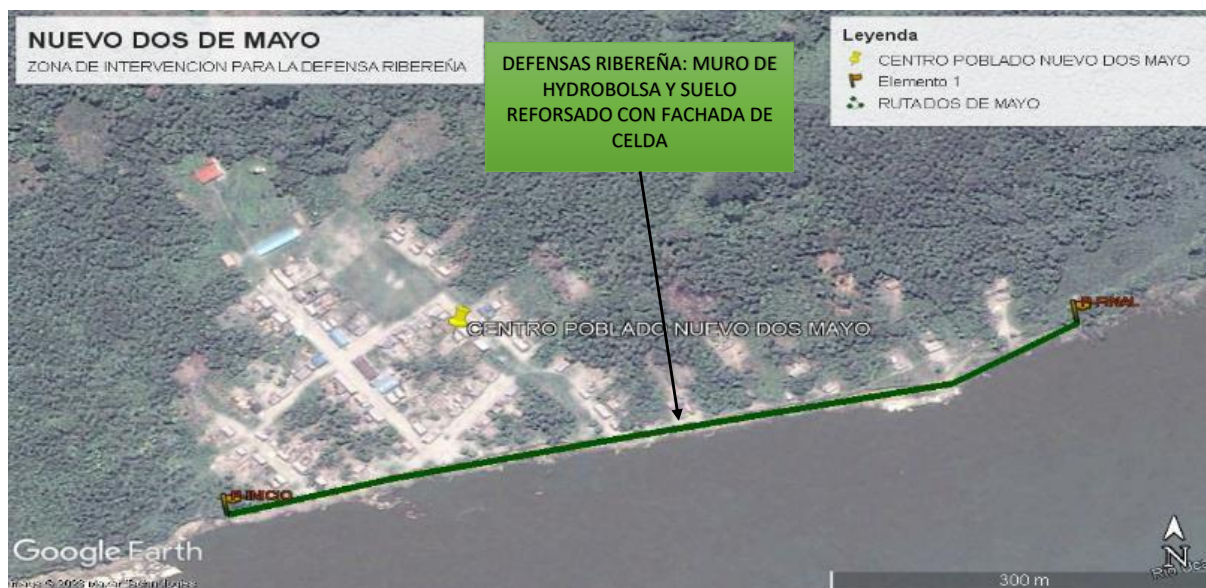 NUEVO DOS DE MAYO
ZONA DE INTERVENCION PARA LA DEFENSA RIBEREÑA
DEFENSAS RIBEREÑA: MURO DE
HYDROBOLSA Y SUELO
REFORSADO CON FACHADA DE
CELDA
Leyenda
CENTRO POBLADO NUEVO DOS MAYO
Elemento 1
RUTADOS DE MAYO
FINAL
CENTRO POBLADO NUEVO DOS MAYO
INICIO
Google Earth
Image ©
300 m
N